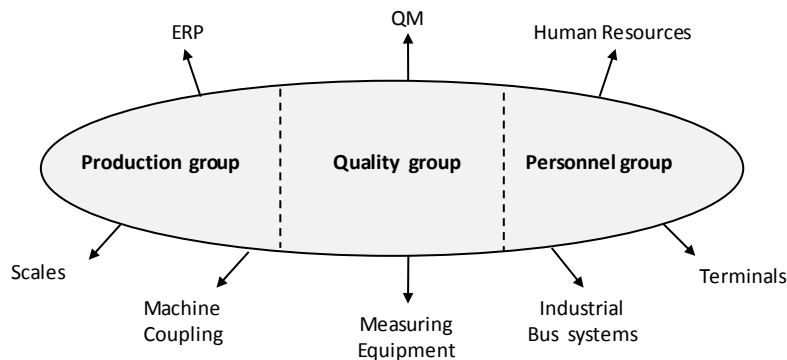 ERP
QM
Human Resources
Production group
Quality group
Personnel group
Scales
Machine
Coupling
Measuring
Equipment
Industrial
Bus systems
Terminals